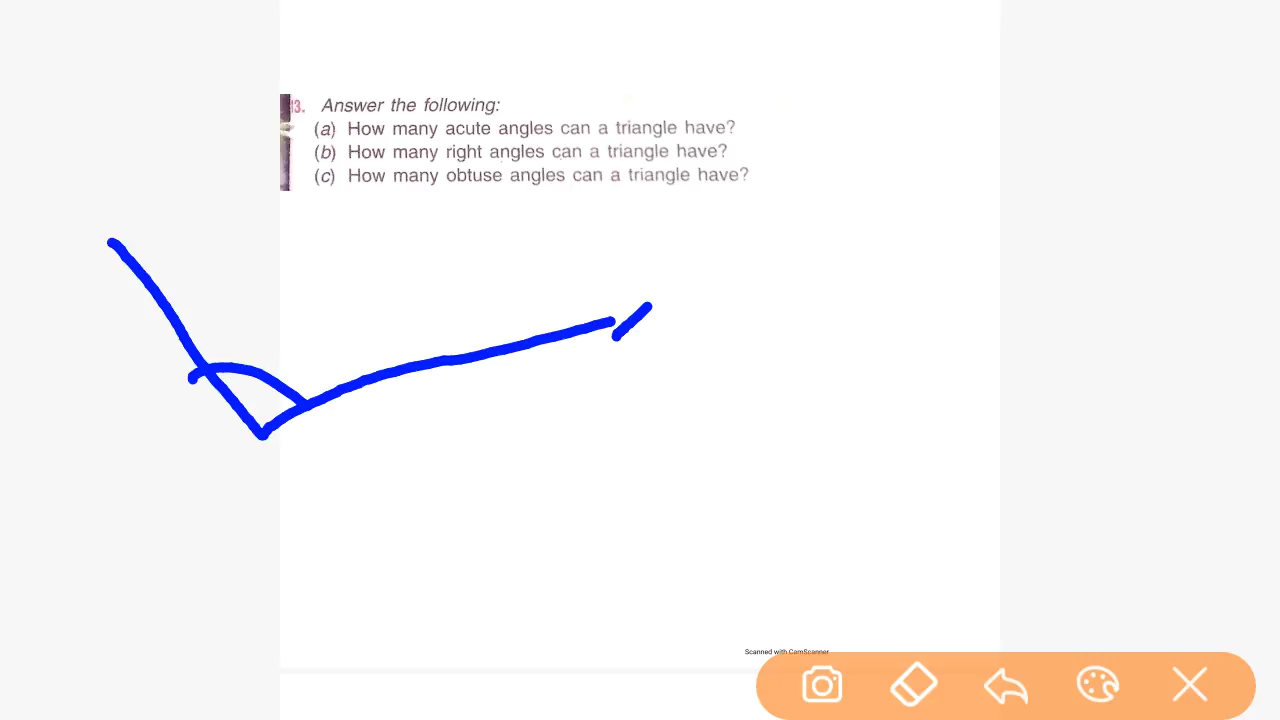 13. Answer the following:
(a) How many acute angles can a triangle have?
(b) How many right angles can a triangle have?
(c) How many obtuse angles can a triangle have?
Scanned with CamScanner